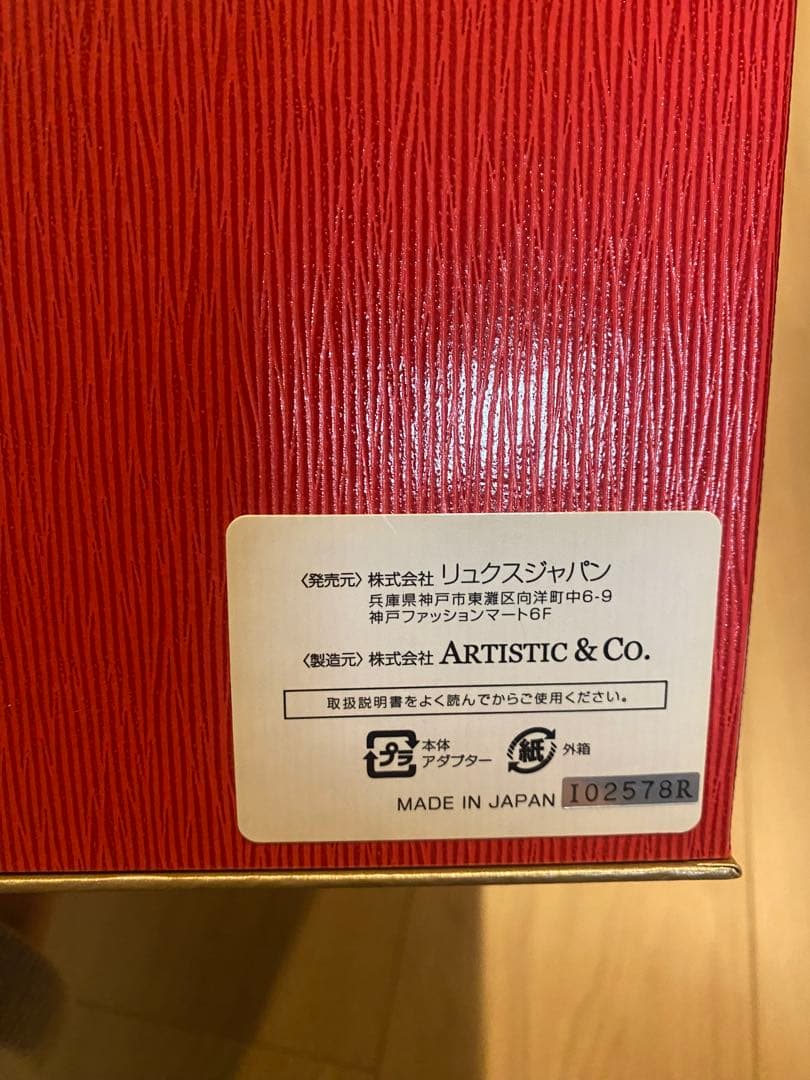 〈発売元〉株式会社 リュクスジャパン
兵庫県神戸市東灘区向洋町中6-9
神戸ファッションマート6F
〈製造元〉株式会社 ARTISTIC & CO.
取扱説明書をよく読んでからご使用ください。
プラ 本体
アダプター
紙 外箱
MADE IN JAPAN I02578R